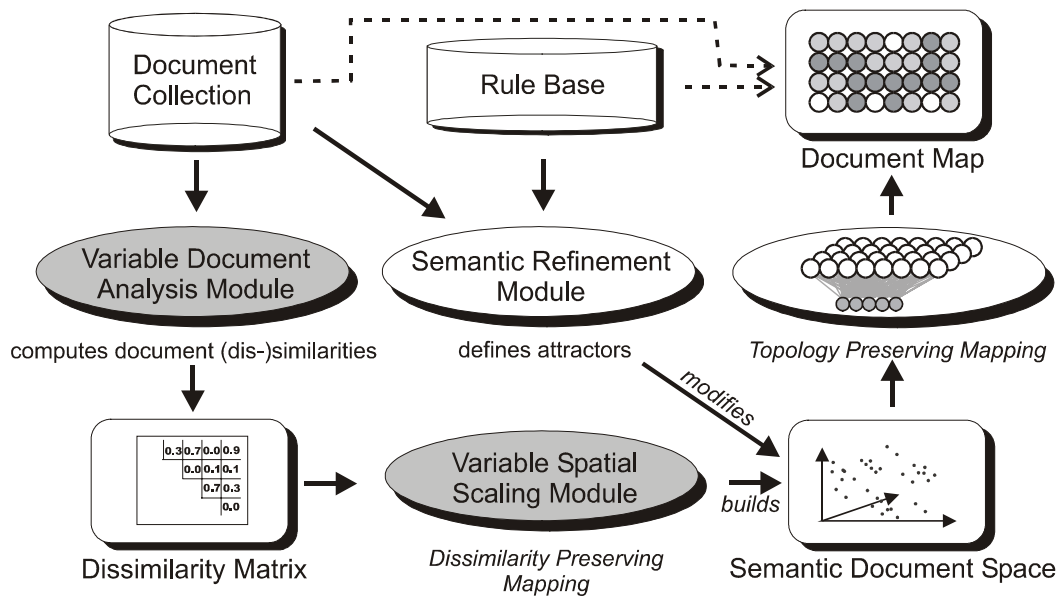 Document
Collection
Rule Base
Document Map
Variable Document
Analysis Module
Semantic Refinement
Module
computes document (dis-)similarities
defines attractors
Topology Preserving Mapping
modifies
0.3 0.7 0.0 0.9
0.0 0.1 0.1
0.7 0.3
0.0
Variable Spatial
Scaling Module
builds
Dissimilarity Matrix
Dissimilarity Preserving
Mapping
Semantic Document Space